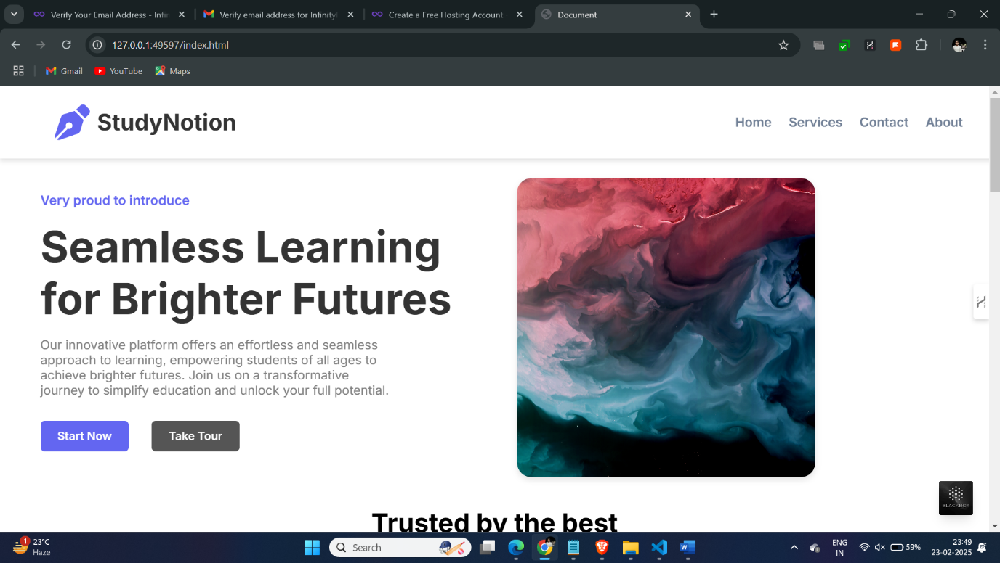 Verify Your Email Address - Infin
Verify email address for Infinity
Create a Free Hosting Account
Document
127.0.0.1:49597/index.html
Gmail
YouTube
Maps
StudyNotion
Home
Services
Contact
About
Very proud to introduce
Seamless Learning
for Brighter Futures
Our innovative platform offers an effortless and seamless
approach to learning, empowering students of all ages to
achieve brighter futures. Join us on a transformative
journey to simplify education and unlock your full potential.
Start Now
Take Tour
BLACKBOX
Trusted by the best
1
23°C
Haze
Search
ENG
IN
59%
23:49
23-02-2025